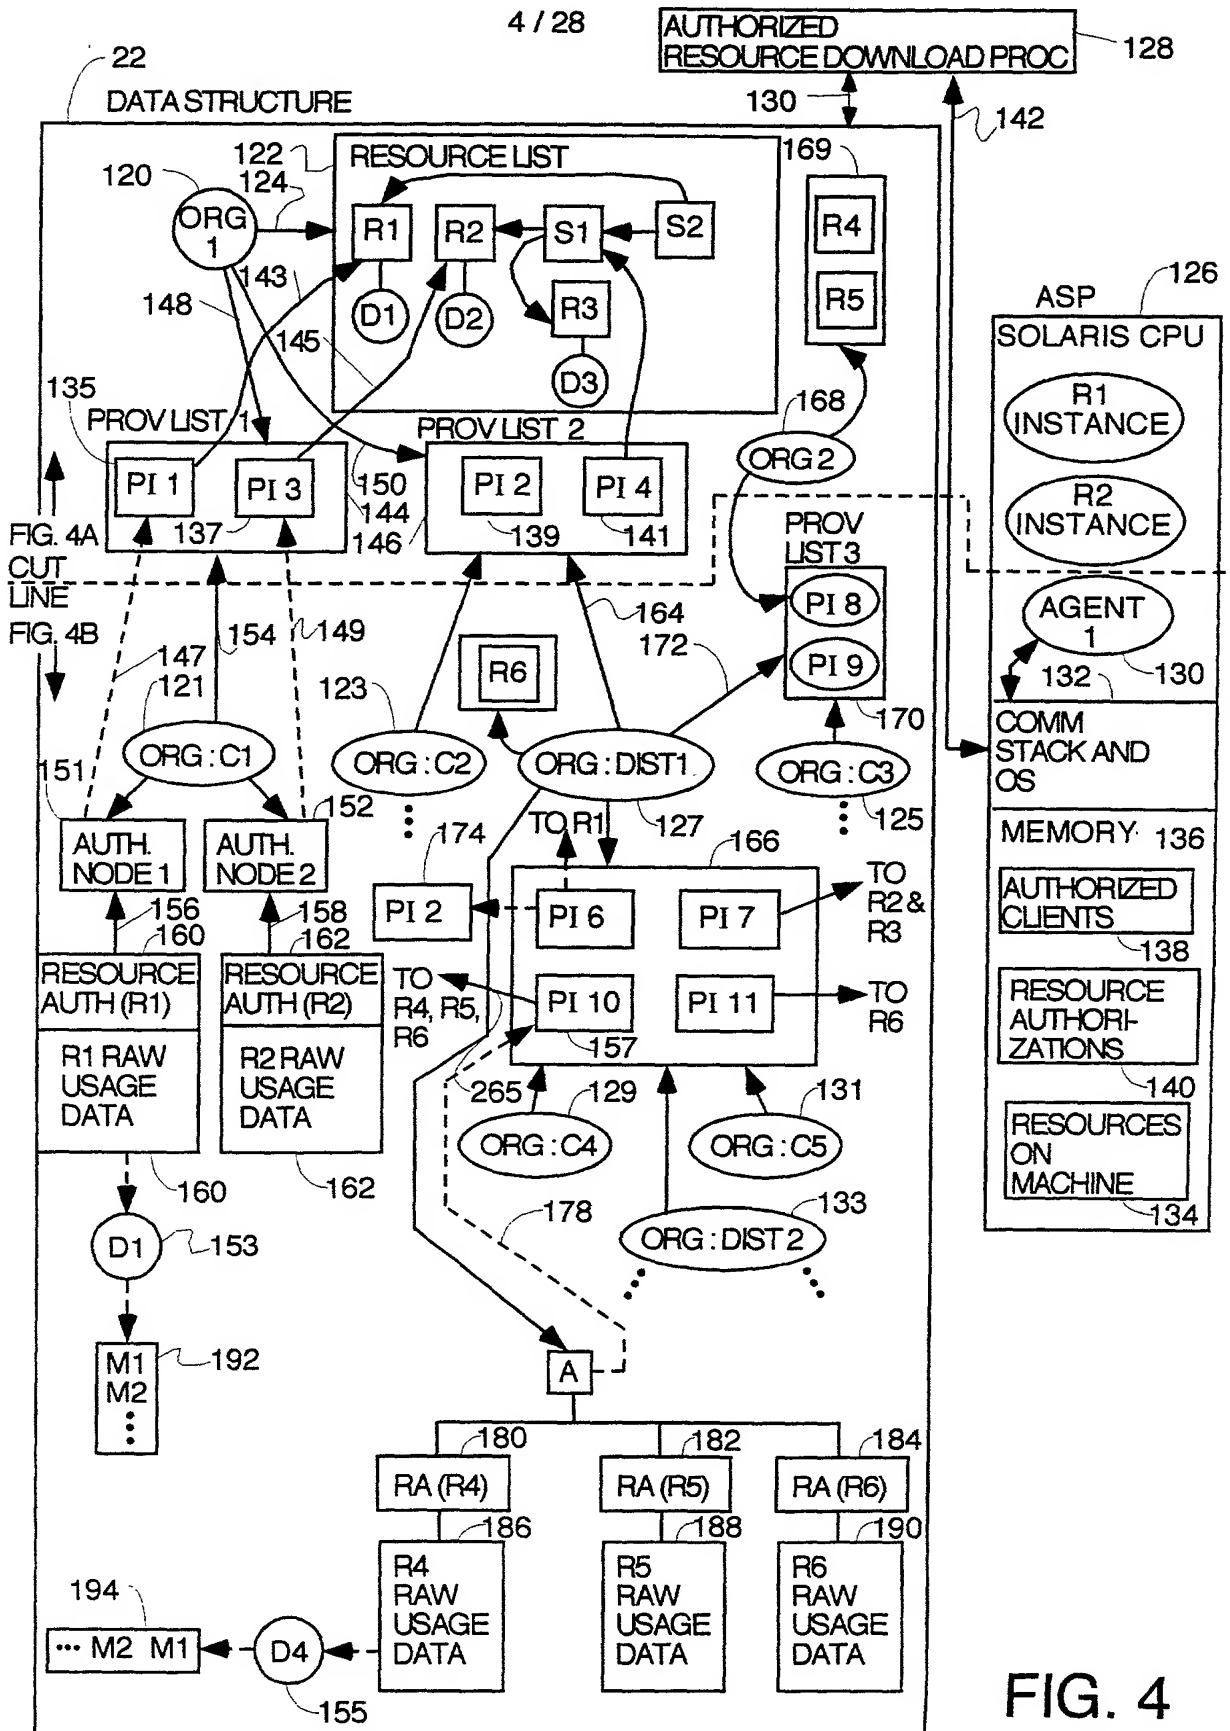 4 / 28
AUTHORIZED
RESOURCE DOWNLOAD PROC
128
22
DATA STRUCTURE
130
142
122
RESOURCE LIST
169
120
124
ORG
1
R1
R2
S1
S2
R4
143
148
D1
D2
R3
R5
145
D3
126
ASP
SOLARIS CPU
R1
INSTANCE
R2
INSTANCE
135
PROV LIST 1
PROV LIST 2
168
PI 1
PI 3
150
PI 2
PI 4
ORG 2
137
144
146
139
141
FIG. 4A
CUT
LINE
FIG. 4B
PROV
LIST 3
PI 8
PI 9
170
AGENT
1
130
132
154
149
147
121
164
172
R6
123
ORG : C1
ORG : C2
ORG : DIST1
ORG : C3
COMM
STACK AND
OS
151
152
127
125
AUTH.
NODE 1
AUTH.
NODE 2
TO R1
174
166
MEMORY
136
PI 2
PI 6
PI 7
TO
R2 &
R3
AUTHORIZED
CLIENTS
138
156
158
160
162
RESOURCE
AUTH (R1)
RESOURCE
AUTH (R2)
TO
R4, R5,
R6
PI 10
PI 11
TO
R6
157
RESOURCE
AUTHORI-
ZATIONS
140
R1 RAW
USAGE
DATA
R2 RAW
USAGE
DATA
265
129
131
ORG : C4
ORG : C5
RESOURCES
ON
MACHINE
134
160
162
178
133
ORG : DIST 2
D1
153
M1
M2
192
A
180
182
184
RA (R4)
RA (R5)
RA (R6)
186
188
190
R4
RAW
USAGE
DATA
R5
RAW
USAGE
DATA
R6
RAW
USAGE
DATA
194
••• M2 M1
D4
155
FIG. 4